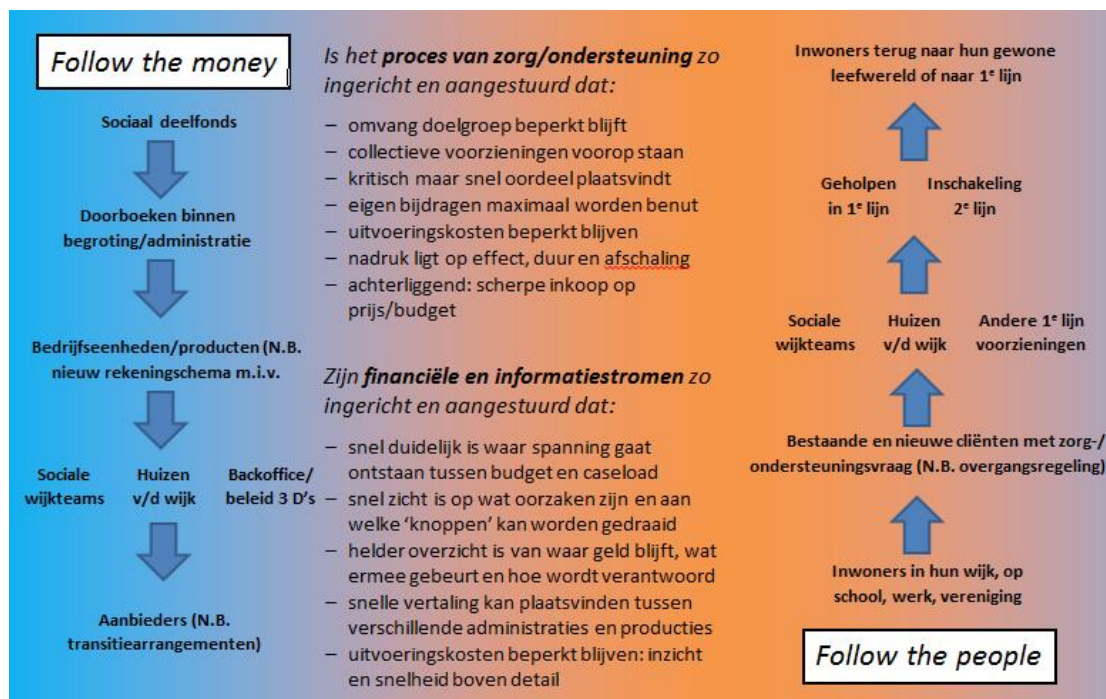 Follow the money
Sociaal deelfonds
Doorboeken binnen
begroting/administratie
Bedrijfseenheden/producten (N.B.
nieuw rekeningschema m.i.v.
Sociale
wijkteams
Huizen
v/d wijk
Backoffice/
beleid 3 D's
Aanbieders (N.B.
transitiearrangementen)
Is het proces van zorg/ondersteuning zo
ingericht en aangestuurd dat:
– omvang doelgroep beperkt blijft
– collectieve voorzieningen voorop staan
– kritisch maar snel oordeel plaatsvindt
– eigen bijdragen maximaal worden benut
– uitvoeringskosten beperkt blijven
– nadruk ligt op effect, duur en afschaling
– achterliggend: scherpe inkoop op
prijs/budget
Zijn financiële en informatiestromen zo
ingericht en aangestuurd dat:
– snel duidelijk is waar spanning gaat
ontstaan tussen budget en caseload
– snel zicht is op wat oorzaken zijn en aan
welke ‘knoppen’ kan worden gedraaid
– helder overzicht is van waar geld blijft, wat
ermee gebeurt en hoe wordt verantwoord
– snelle vertaling kan plaatsvinden tussen
verschillende administraties en producties
– uitvoeringskosten beperkt blijven: inzicht
en snelheid boven detail
Inwoners terug naar hun gewone
leefwereld of naar 1e lijn
Geholpen
in 1e lijn
Inschakeling
2e lijn
Sociale
wijkteams
Huizen
v/d wijk
Andere 1e lijn
voorzieningen
Bestaande en nieuwe cliënten met zorg-/
ondersteuningsvraag (N.B. overgangsregeling)
Inwoners in hun wijk, op
school, werk, vereniging
Follow the people